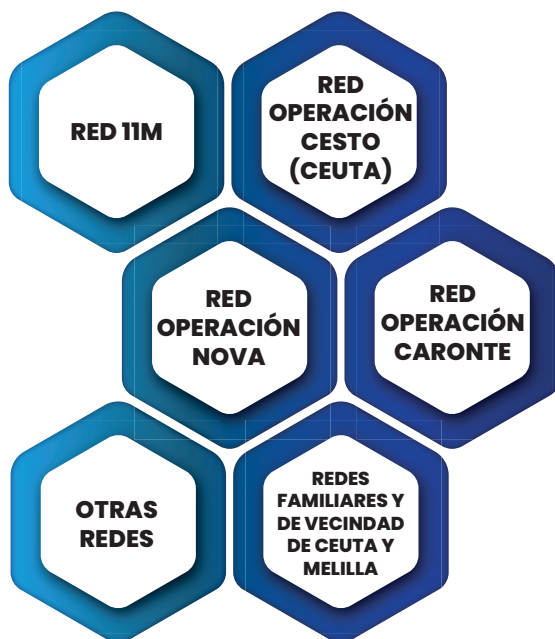 RED 11M
RED
OPERACIÓN
CESTO
(CEUTA)
RED
OPERACIÓN
NOVA
RED
OPERACIÓN
CARONTE
OTRAS
REDES
REDES
FAMILIARES Y
DE VECINDAD
DE CEUTA Y
MELILLA